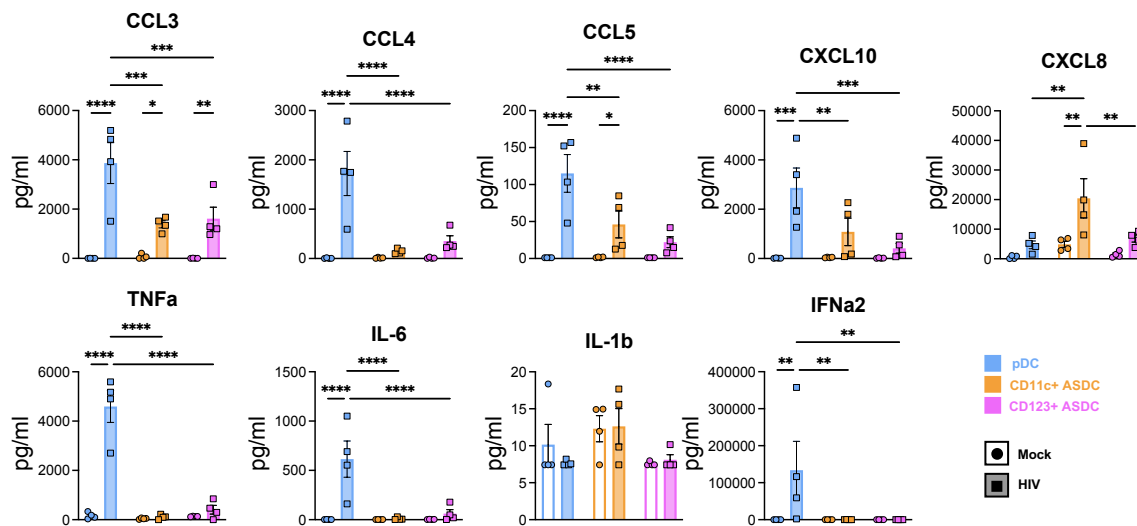 CCL3
***
***
**** * **
pg/ml
6000
4000
2000
0
CCL4
****
**** ****
pg/ml
3000
2000
1000
0
CCL5
****
**
**** *
pg/ml
200
150
100
50
0
CXCL10
***
*** **
pg/ml
6000
4000
2000
0
CXCL8
**
** **
pg/ml
50000
40000
30000
20000
10000
0
TNFa
****
**** ****
pg/ml
6000
4000
2000
0
IL-6
****
**** ****
pg/ml
1500
1000
500
0
IL-1b
pg/ml
20
15
10
5
0
IFNa2
**
** **
pg/ml
400000
300000
200000
100000
0
pDC
CD11c+ ASDC
CD123+ ASDC
Mock
HIV